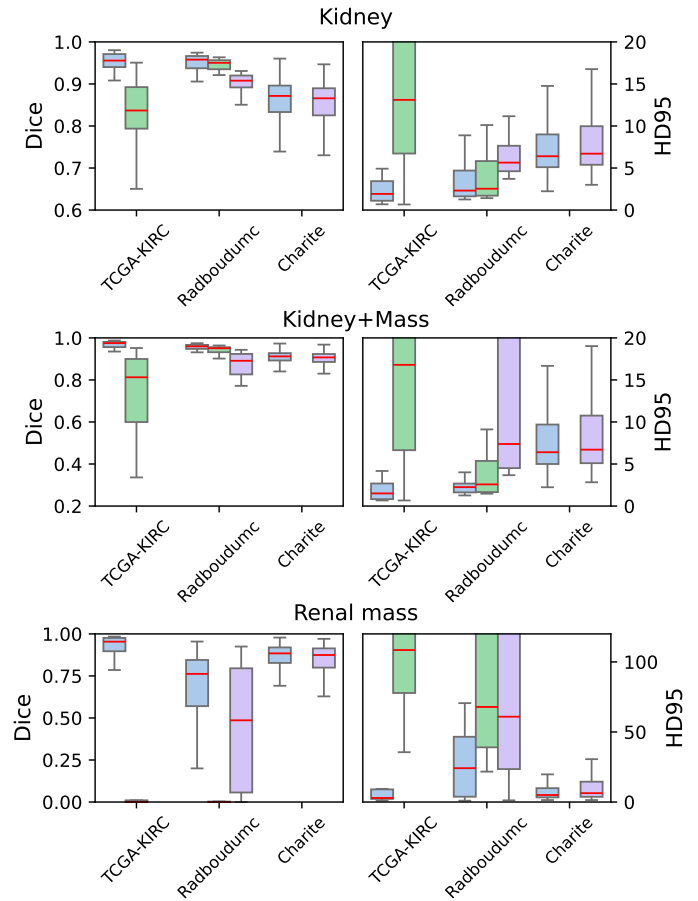 Kidney
1.0
0.9
0.8
0.7
0.6
Dice
20
15
10
5
0
HD95
TCGA-KIRC
Radboudumc
Charite
TCGA-KIRC
Radboudumc
Charite
Kidney+Mass
1.0
0.8
0.6
0.4
0.2
Dice
20
15
10
5
0
HD95
TCGA-KIRC
Radboudumc
Charite
TCGA-KIRC
Radboudumc
Charite
Renal mass
1.00
0.75
0.50
0.25
0.00
Dice
100
50
0
HD95
TCGA-KIRC
Radboudumc
Charite
TCGA-KIRC
Radboudumc
Charite